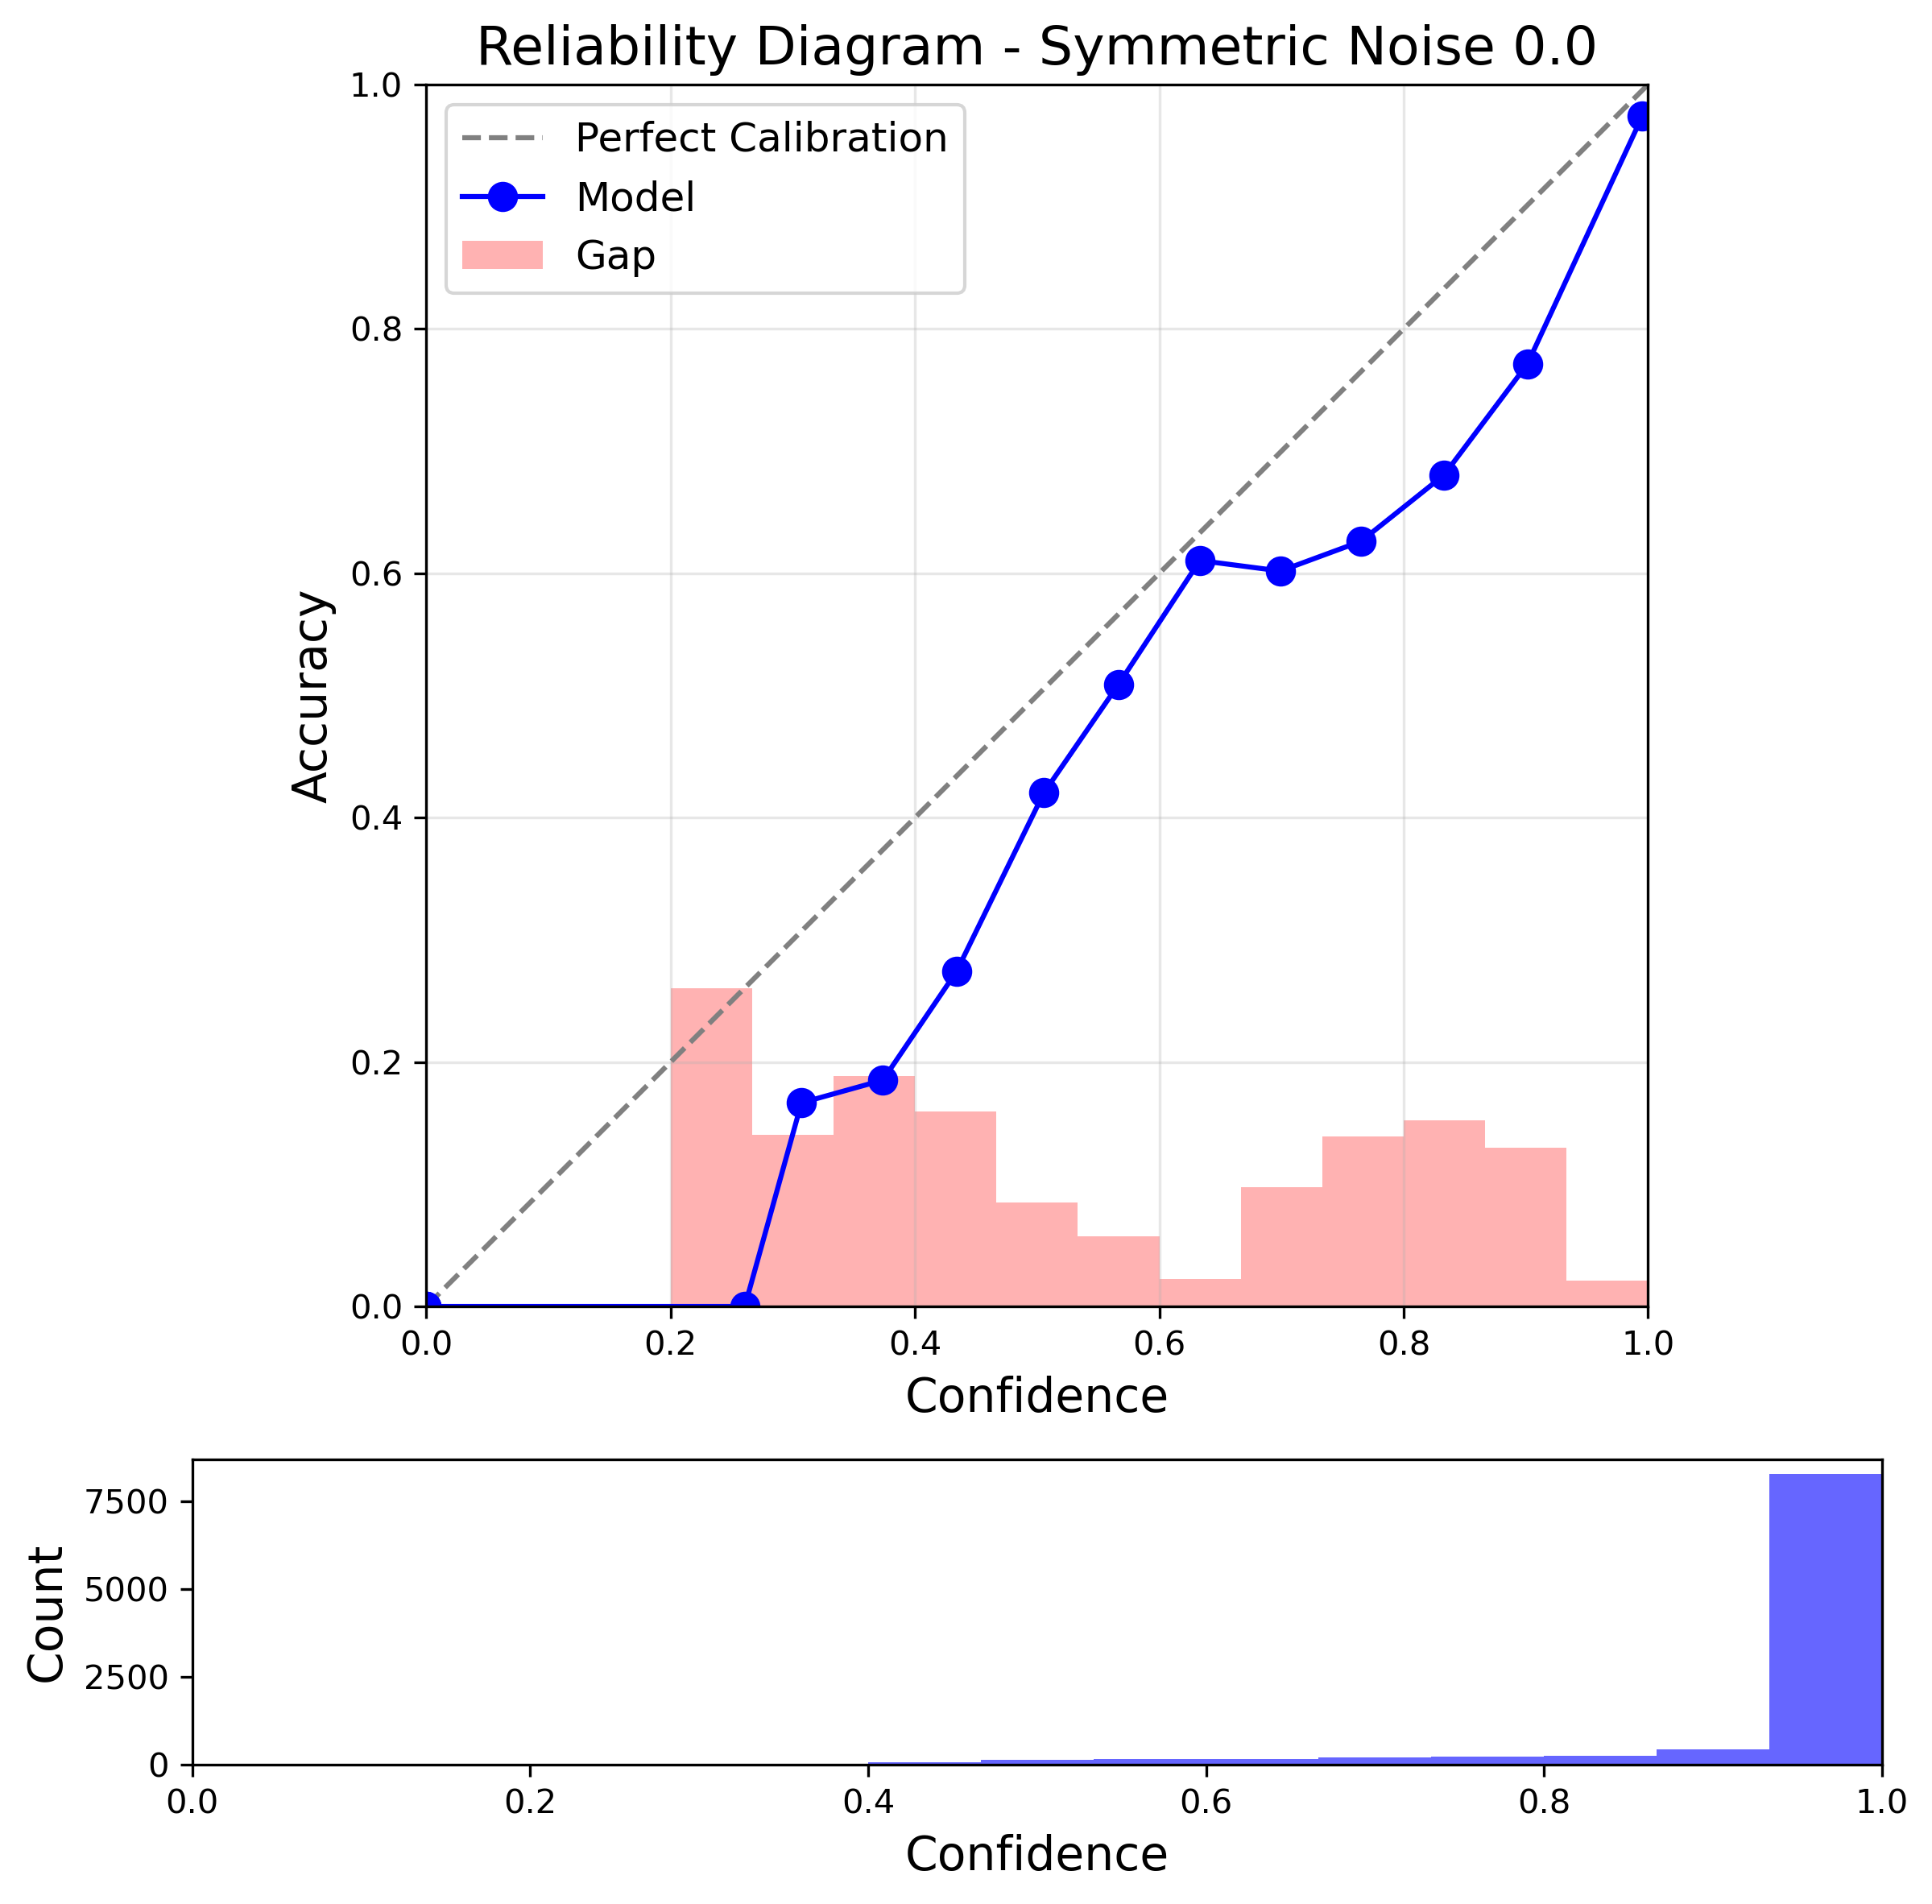 Reliability Diagram - Symmetric Noise 0.0
1.0
0.8
0.6
0.4
0.2
0.0
Accuracy
Perfect Calibration
Model
Gap
0.0 0.2 0.4 0.6 0.8 1.0
Confidence
7500
5000
2500
0
Count
0.0 0.2 0.4 0.6 0.8 1.0
Confidence